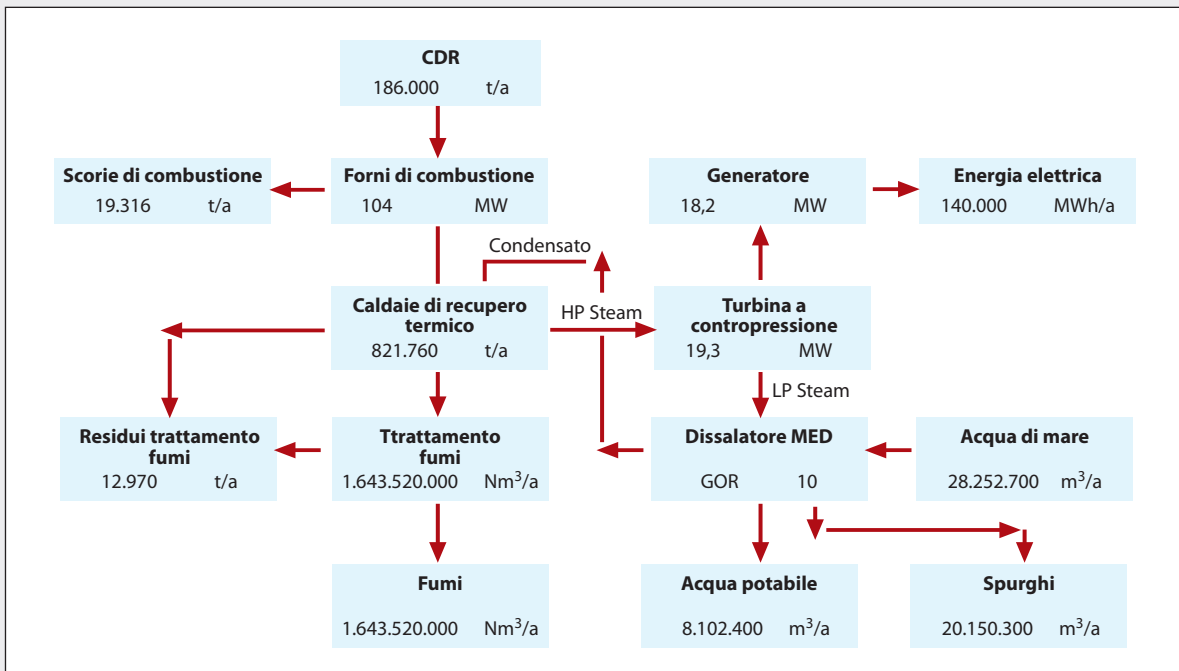 CDR
186.000 t/a
Scorie di combustione
19.316 t/a
Forni di combustione
104 MW
Generatore
18,2 MW
Energia elettrica
140.000 MWh/a
Condensato
Caldaie di recupero
termico
821.760 t/a
HP Steam
Turbina a
contropressione
19,3 MW
LP Steam
Residui trattamento
fumi
12.970 t/a
Ttrattamento
fumi
1.643.520.000 Nm³/a
Dissalatore MED
GOR 10
Acqua di mare
28.252.700 m³/a
Fumi
1.643.520.000 Nm³/a
Acqua potabile
8.102.400 m³/a
Spurghi
20.150.300 m³/a